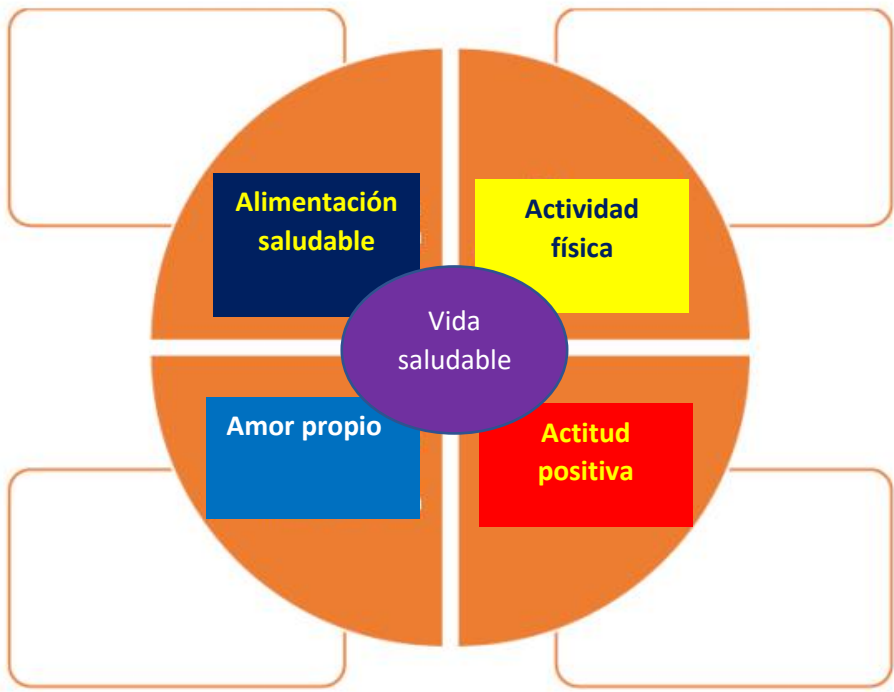 Alimentación
saludable
Actividad
física
Vida
saludable
Amor propio
Actitud
positiva